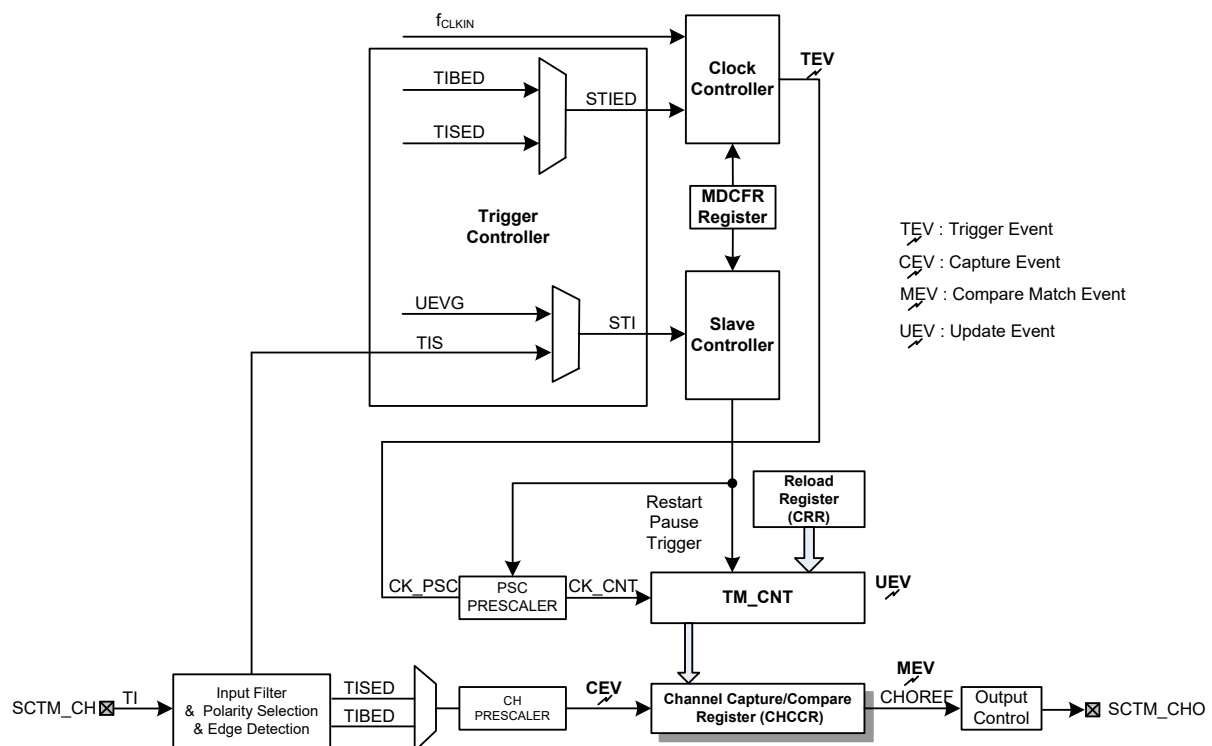 fCLKIN
TIBED
STIED
TISED
Clock
Controller
TEV
MDCFR
Register
Trigger
Controller
UEVG
TIS
STI
Slave
Controller
TEV : Trigger Event
CEV : Capture Event
MEV : Compare Match Event
UEV : Update Event
Restart
Pause
Trigger
Reload
Register
(CRR)
CK_PSC
PSC
PRESCALER
CK_CNT
TM_CNT
UEV
SCTM_CH
TI
Input Filter
& Polarity Selection
& Edge Detection
TISED
TIBED
CH
PRESCALER
CEV
Channel Capture/Compare
Register (CHCCR)
MEV
CHOREF
Output
Control
SCTM_CHO